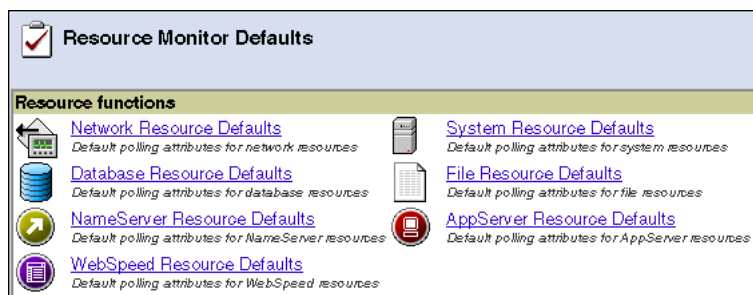 Resource Monitor Defaults
Resource functions
Network Resource Defaults
Default polling attributes for network resources
System Resource Defaults
Default polling attributes for system resources
Database Resource Defaults
Default polling attributes for database resources
File Resource Defaults
Default polling attributes for file resources
NameServer Resource Defaults
Default polling attributes for NameServer resources
AppServer Resource Defaults
Default polling attributes for AppServer resources
WebSpeed Resource Defaults
Default polling attributes for WebSpeed resources